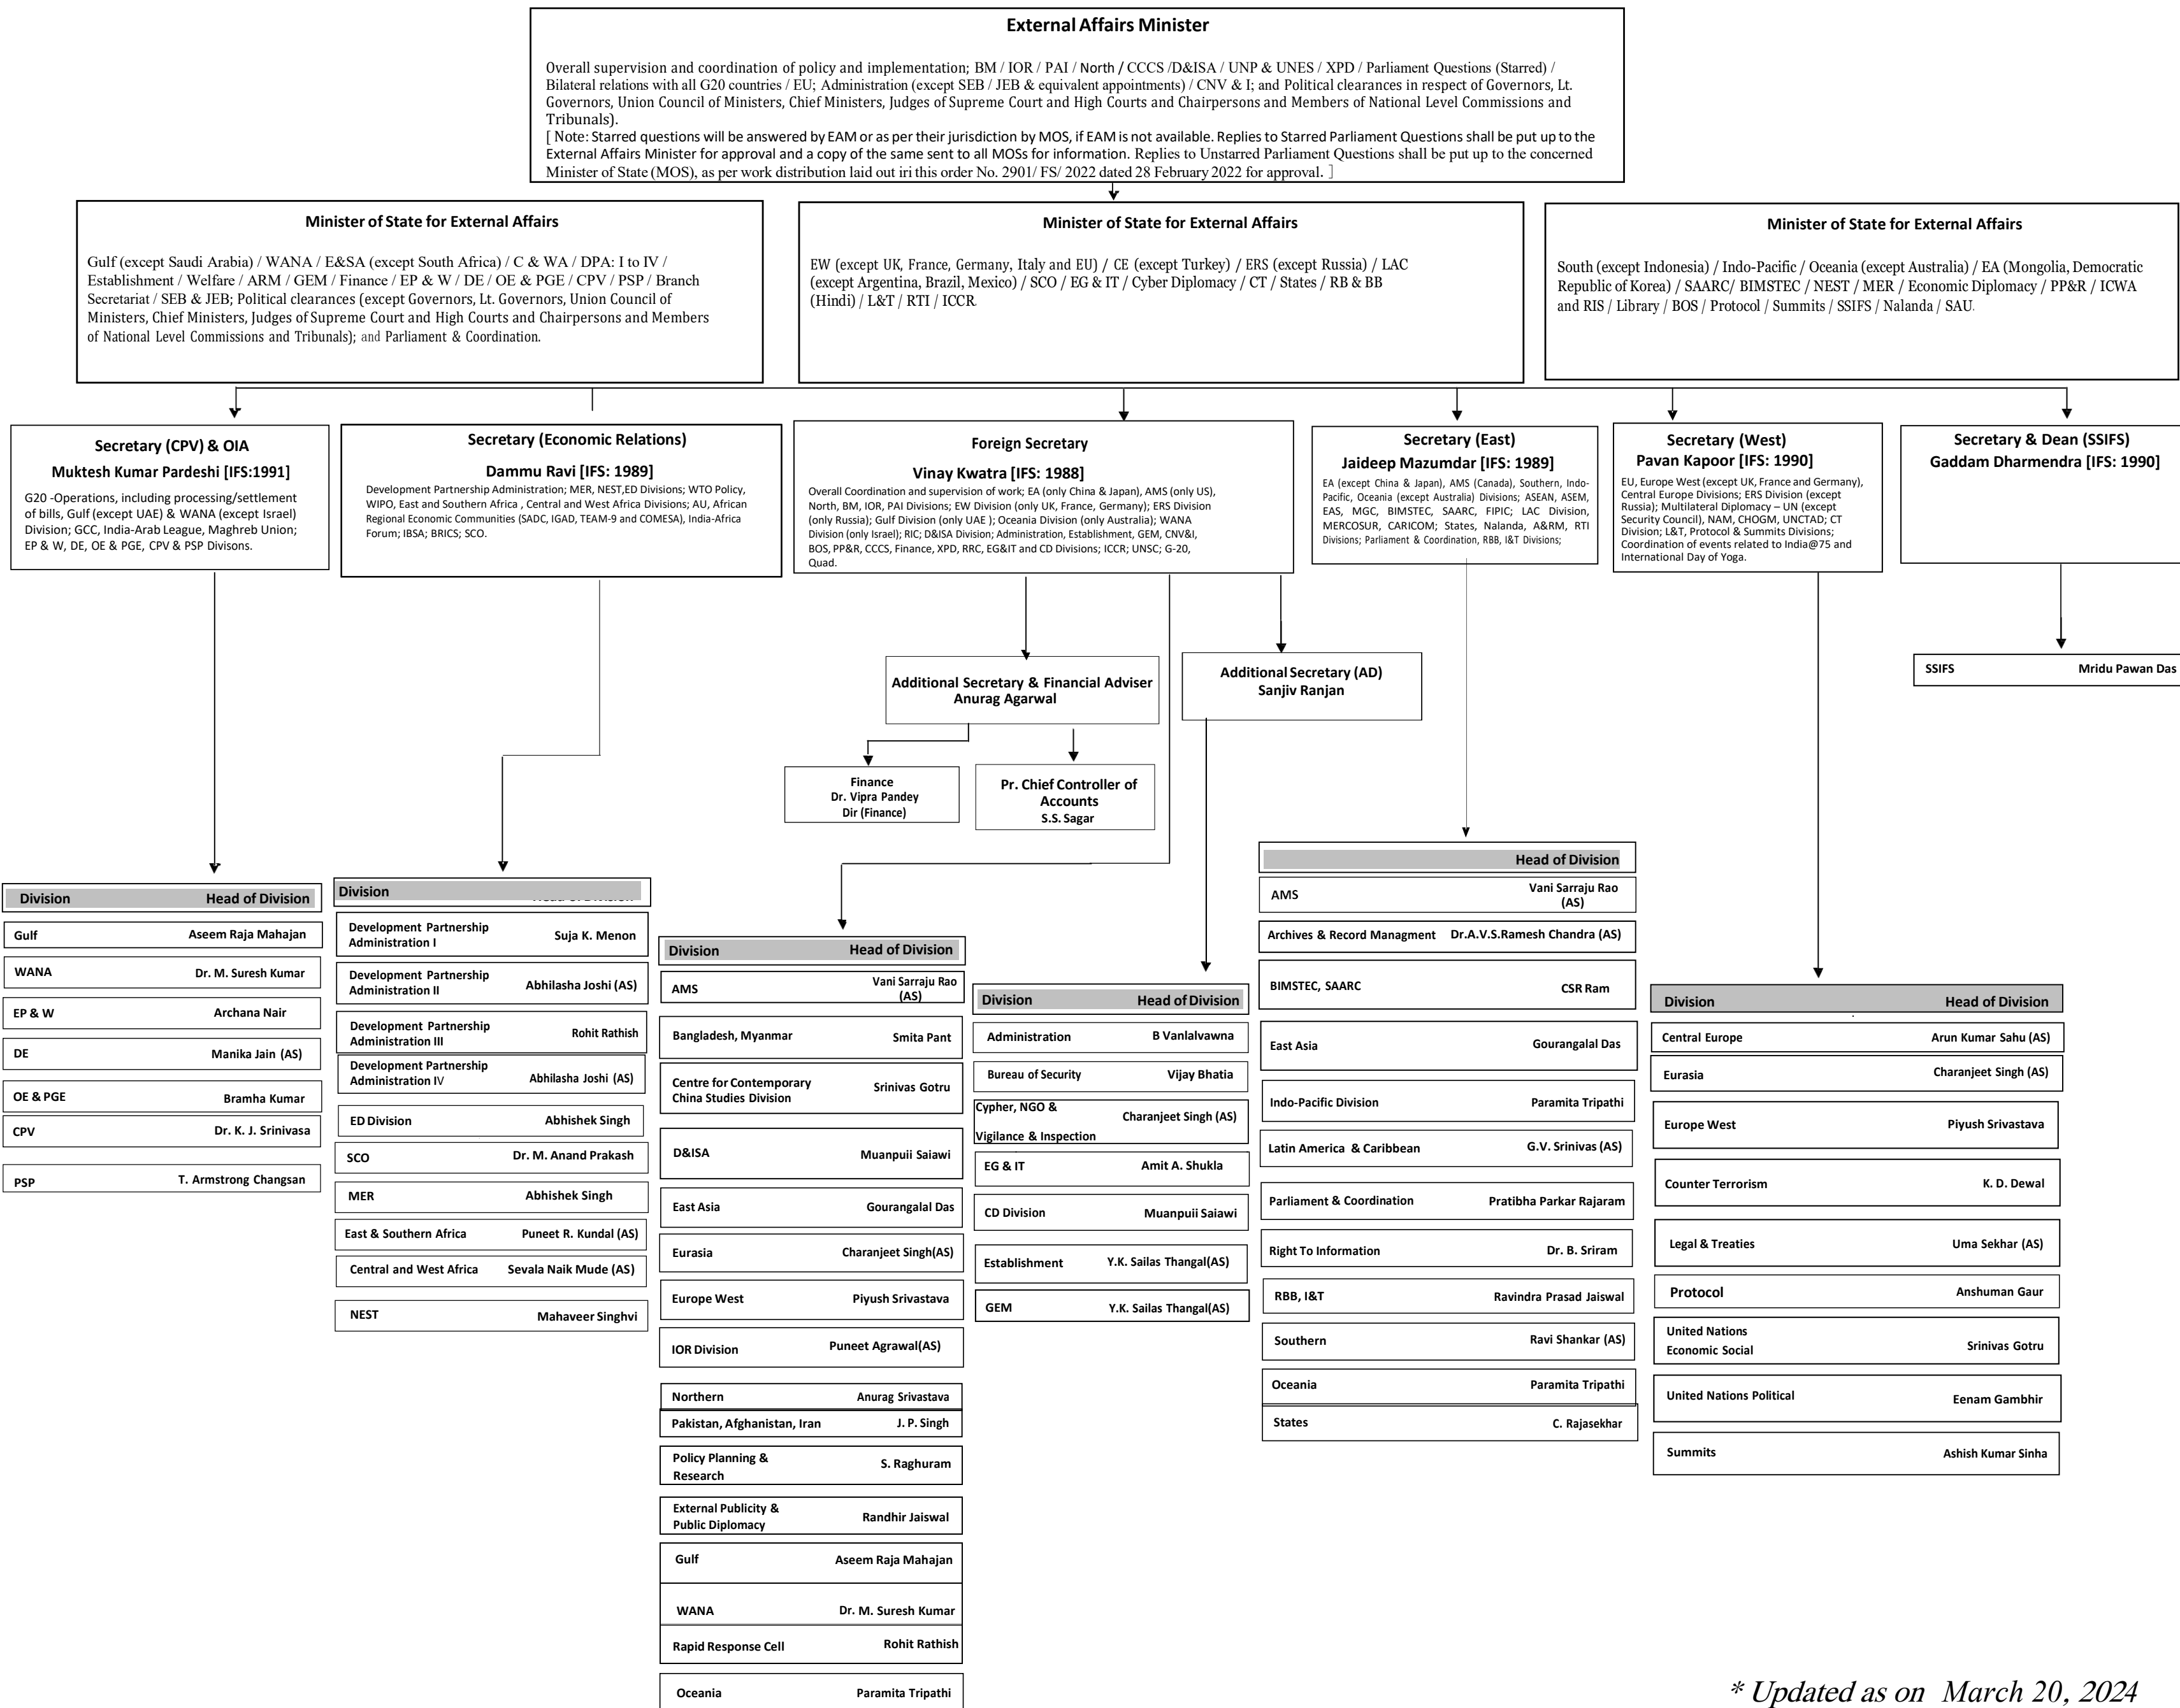 External Affairs Minister
Overall supervision and coordination of policy and implementation; BM / IOR / PAI / North / CCCS /D&ISA / UNP & UNES / XPD / Parliament Questions (Starred) /
Bilateral relations with all G20 countries / EU; Administration (except SEB / JEB & equivalent appointments) / CNV & I; and Political clearances in respect of Governors, Lt.
Governors, Union Council of Ministers, Chief Ministers, Judges of Supreme Court and High Courts and Chairpersons and Members of National Level Commissions and
Tribunals).
[ Note: Starred questions will be answered by EAM or as per their jurisdiction by MOS, if EAM is not available. Replies to Starred Parliament Questions shall be put up to the
External Affairs Minister for approval and a copy of the same sent to all MOSs for information. Replies to Unstarred Parliament Questions shall be put up to the concerned
Minister of State (MOS), as per work distribution laid out iri this order No. 2901/ FS/ 2022 dated 28 February 2022 for approval. ]
Minister of State for External Affairs
Gulf (except Saudi Arabia) / WANA / E&SA (except South Africa) / C & WA / DPA: I to IV /
Establishment / Welfare / ARM / GEM / Finance / EP & W / DE / OE & PGE / CPV / PSP / Branch
Secretariat / SEB & JEB; Political clearances (except Governors, Lt. Governors, Union Council of
Ministers, Chief Ministers, Judges of Supreme Court and High Courts and Chairpersons and Members
of National Level Commissions and Tribunals); and Parliament & Coordination.
Minister of State for External Affairs
EW (except UK, France, Germany, Italy and EU) / CE (except Turkey) / ERS (except Russia) / LAC
(except Argentina, Brazil, Mexico) / SCO / EG & IT / Cyber Diplomacy / CT / States / RB & BB
(Hindi) / L&T / RTI / ICCR.
Minister of State for External Affairs
South (except Indonesia) / Indo-Pacific / Oceania (except Australia) / EA (Mongolia, Democratic
Republic of Korea) / SAARC/ BIMSTEC / NEST / MER / Economic Diplomacy / PP&R / ICWA
and RIS / Library / BOS / Protocol / Summits / SSIFS / Nalanda / SAU.
Secretary (CPV) & OIA
Muktesh Kumar Pardeshi [IFS:1991]
G20 -Operations, including processing/settlement
of bills, Gulf (except UAE) & WANA (except Israel)
Division; GCC, India-Arab League, Maghreb Union;
EP & W, DE, OE & PGE, CPV & PSP Divisons.
Secretary (Economic Relations)
Dammu Ravi [IFS: 1989]
Development Partnership Administration; MER, NEST,ED Divisions; WTO Policy,
WIPO, East and Southern Africa , Central and West Africa Divisions; AU, African
Regional Economic Communities (SADC, IGAD, TEAM-9 and COMESA), India-Africa
Forum; IBSA; BRICS; SCO.
Foreign Secretary
Vinay Kwatra [IFS: 1988]
Overall Coordination and supervision of work; EA (only China & Japan), AMS (only US),
North, BM, IOR, PAI Divisions; EW Division (only UK, France, Germany); ERS Division
(only Russia); Gulf Division (only UAE ); Oceania Division (only Australia); WANA
Division (only Israel); RIC; D&ISA Division; Administration, Establishment, GEM, CNV&I,
BOS, PP&R, CCCS, Finance, XPD, RRC, EG&IT and CD Divisions; ICCR; UNSC; G-20,
Quad.
Secretary (East)
Jaideep Mazumdar [IFS: 1989]
EA (except China & Japan), AMS (Canada), Southern, Indo-
Pacific, Oceania (except Australia) Divisions; ASEAN, ASEM,
EAS, MGC, BIMSTEC, SAARC, FIPIC; LAC Division,
MERCOSUR, CARICOM; States, Nalanda, A&RM, RTI
Divisions; Parliament & Coordination, RBB, I&T Divisions;
Secretary (West)
Pavan Kapoor [IFS: 1990]
EU, Europe West (except UK, France and Germany),
Central Europe Divisions; ERS Division (except
Russia); Multilateral Diplomacy – UN (except
Security Council), NAM, CHOGM, UNCTAD; CT
Division; L&T, Protocol & Summits Divisions;
Coordination of events related to India@75 and
International Day of Yoga.
Secretary & Dean (SSIFS)
Gaddam Dharmendra [IFS: 1990]
SSIFS Mridu Pawan Das
Additional Secretary & Financial Adviser
Anurag Agarwal
Additional Secretary (AD)
Sanjiv Ranjan
Finance
Dr. Vipra Pandey
Dir (Finance)
Pr. Chief Controller of
Accounts
S.S. Sagar
Division Head of Division
Gulf Aseem Raja Mahajan
WANA Dr. M. Suresh Kumar
EP & W Archana Nair
DE Manika Jain (AS)
OE & PGE Bramha Kumar
CPV Dr. K. J. Srinivasa
PSP T. Armstrong Changsan
Division
Development Partnership
Administration I Suja K. Menon
Development Partnership
Administration II Abhilasha Joshi (AS)
Development Partnership
Administration III Rohit Rathish
Development Partnership
Administration IV Abhilasha Joshi (AS)
ED Division Abhishek Singh
SCO Dr. M. Anand Prakash
MER Abhishek Singh
East & Southern Africa Puneet R. Kundal (AS)
Central and West Africa Sevala Naik Mude (AS)
NEST Mahaveer Singhvi
Division Head of Division
AMS Vani Sarraju Rao
(AS)
Bangladesh, Myanmar Smita Pant
Centre for Contemporary
China Studies Division Srinivas Gotru
D&ISA Muanpuii Saiawi
East Asia Gourangalal Das
Eurasia Charanjeet Singh(AS)
Europe West Piyush Srivastava
IOR Division Puneet Agrawal(AS)
Northern Anurag Srivastava
Pakistan, Afghanistan, Iran J. P. Singh
Policy Planning &
Research S. Raghuram
External Publicity &
Public Diplomacy Randhir Jaiswal
Gulf Aseem Raja Mahajan
WANA Dr. M. Suresh Kumar
Rapid Response Cell Rohit Rathish
Oceania Paramita Tripathi
Division Head of Division
Administration B Vanlalvawna
Bureau of Security Vijay Bhatia
Cypher, NGO &
Vigilance & Inspection Charanjeet Singh (AS)
EG & IT Amit A. Shukla
CD Division Muanpuii Saiawi
Establishment Y.K. Sailas Thangal(AS)
GEM Y.K. Sailas Thangal(AS)
Head of Division
AMS Vani Sarraju Rao
(AS)
Archives & Record Managment Dr.A.V.S.Ramesh Chandra (AS)
BIMSTEC, SAARC CSR Ram
East Asia Gourangalal Das
Indo-Pacific Division Paramita Tripathi
Latin America & Caribbean G.V. Srinivas (AS)
Parliament & Coordination Pratibha Parkar Rajaram
Right To Information Dr. B. Sriram
RBB, I&T Ravindra Prasad Jaiswal
Southern Ravi Shankar (AS)
Oceania Paramita Tripathi
States C. Rajasekhar
Division Head of Division
Central Europe Arun Kumar Sahu (AS)
Eurasia Charanjeet Singh (AS)
Europe West Piyush Srivastava
Counter Terrorism K. D. Dewal
Legal & Treaties Uma Sekhar (AS)
Protocol Anshuman Gaur
United Nations
Economic Social Srinivas Gotru
United Nations Political Eenam Gambhir
Summits Ashish Kumar Sinha
* Updated as on March 20, 2024